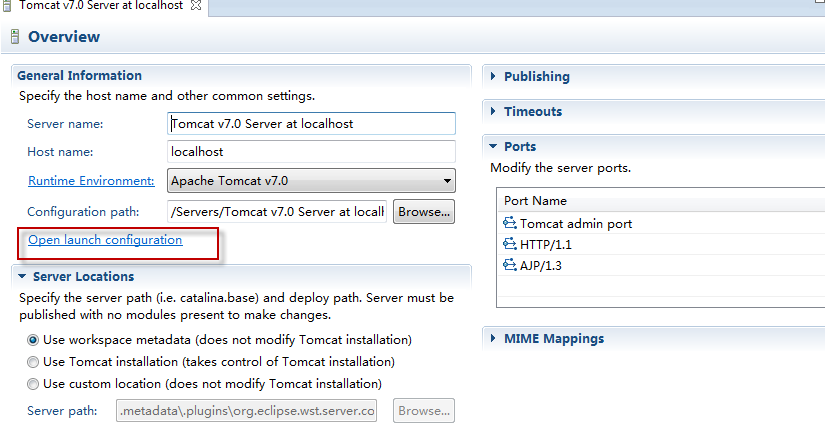 Tomcat v7.0 Server at localhost
Overview
General Information
Specify the host name and other common settings.
Server name: Tomcat v7.0 Server at localhost
Host name: localhost
Runtime Environment: Apache Tomcat v7.0
Configuration path: /Servers/Tomcat v7.0 Server at locall Browse...
Open launch configuration
Server Locations
Specify the server path (i.e. catalina.base) and deploy path. Server must be
published with no modules present to make changes.
Use workspace metadata (does not modify Tomcat installation)
Use Tomcat installation (takes control of Tomcat installation)
Use custom location (does not modify Tomcat installation)
Server path: .metadata\.plugins\org.eclipse.wst.server.co Browse...
Publishing
Timeouts
Ports
Modify the server ports.
Port Name
Tomcat admin port
HTTP/1.1
AJP/1.3
MIME Mappings